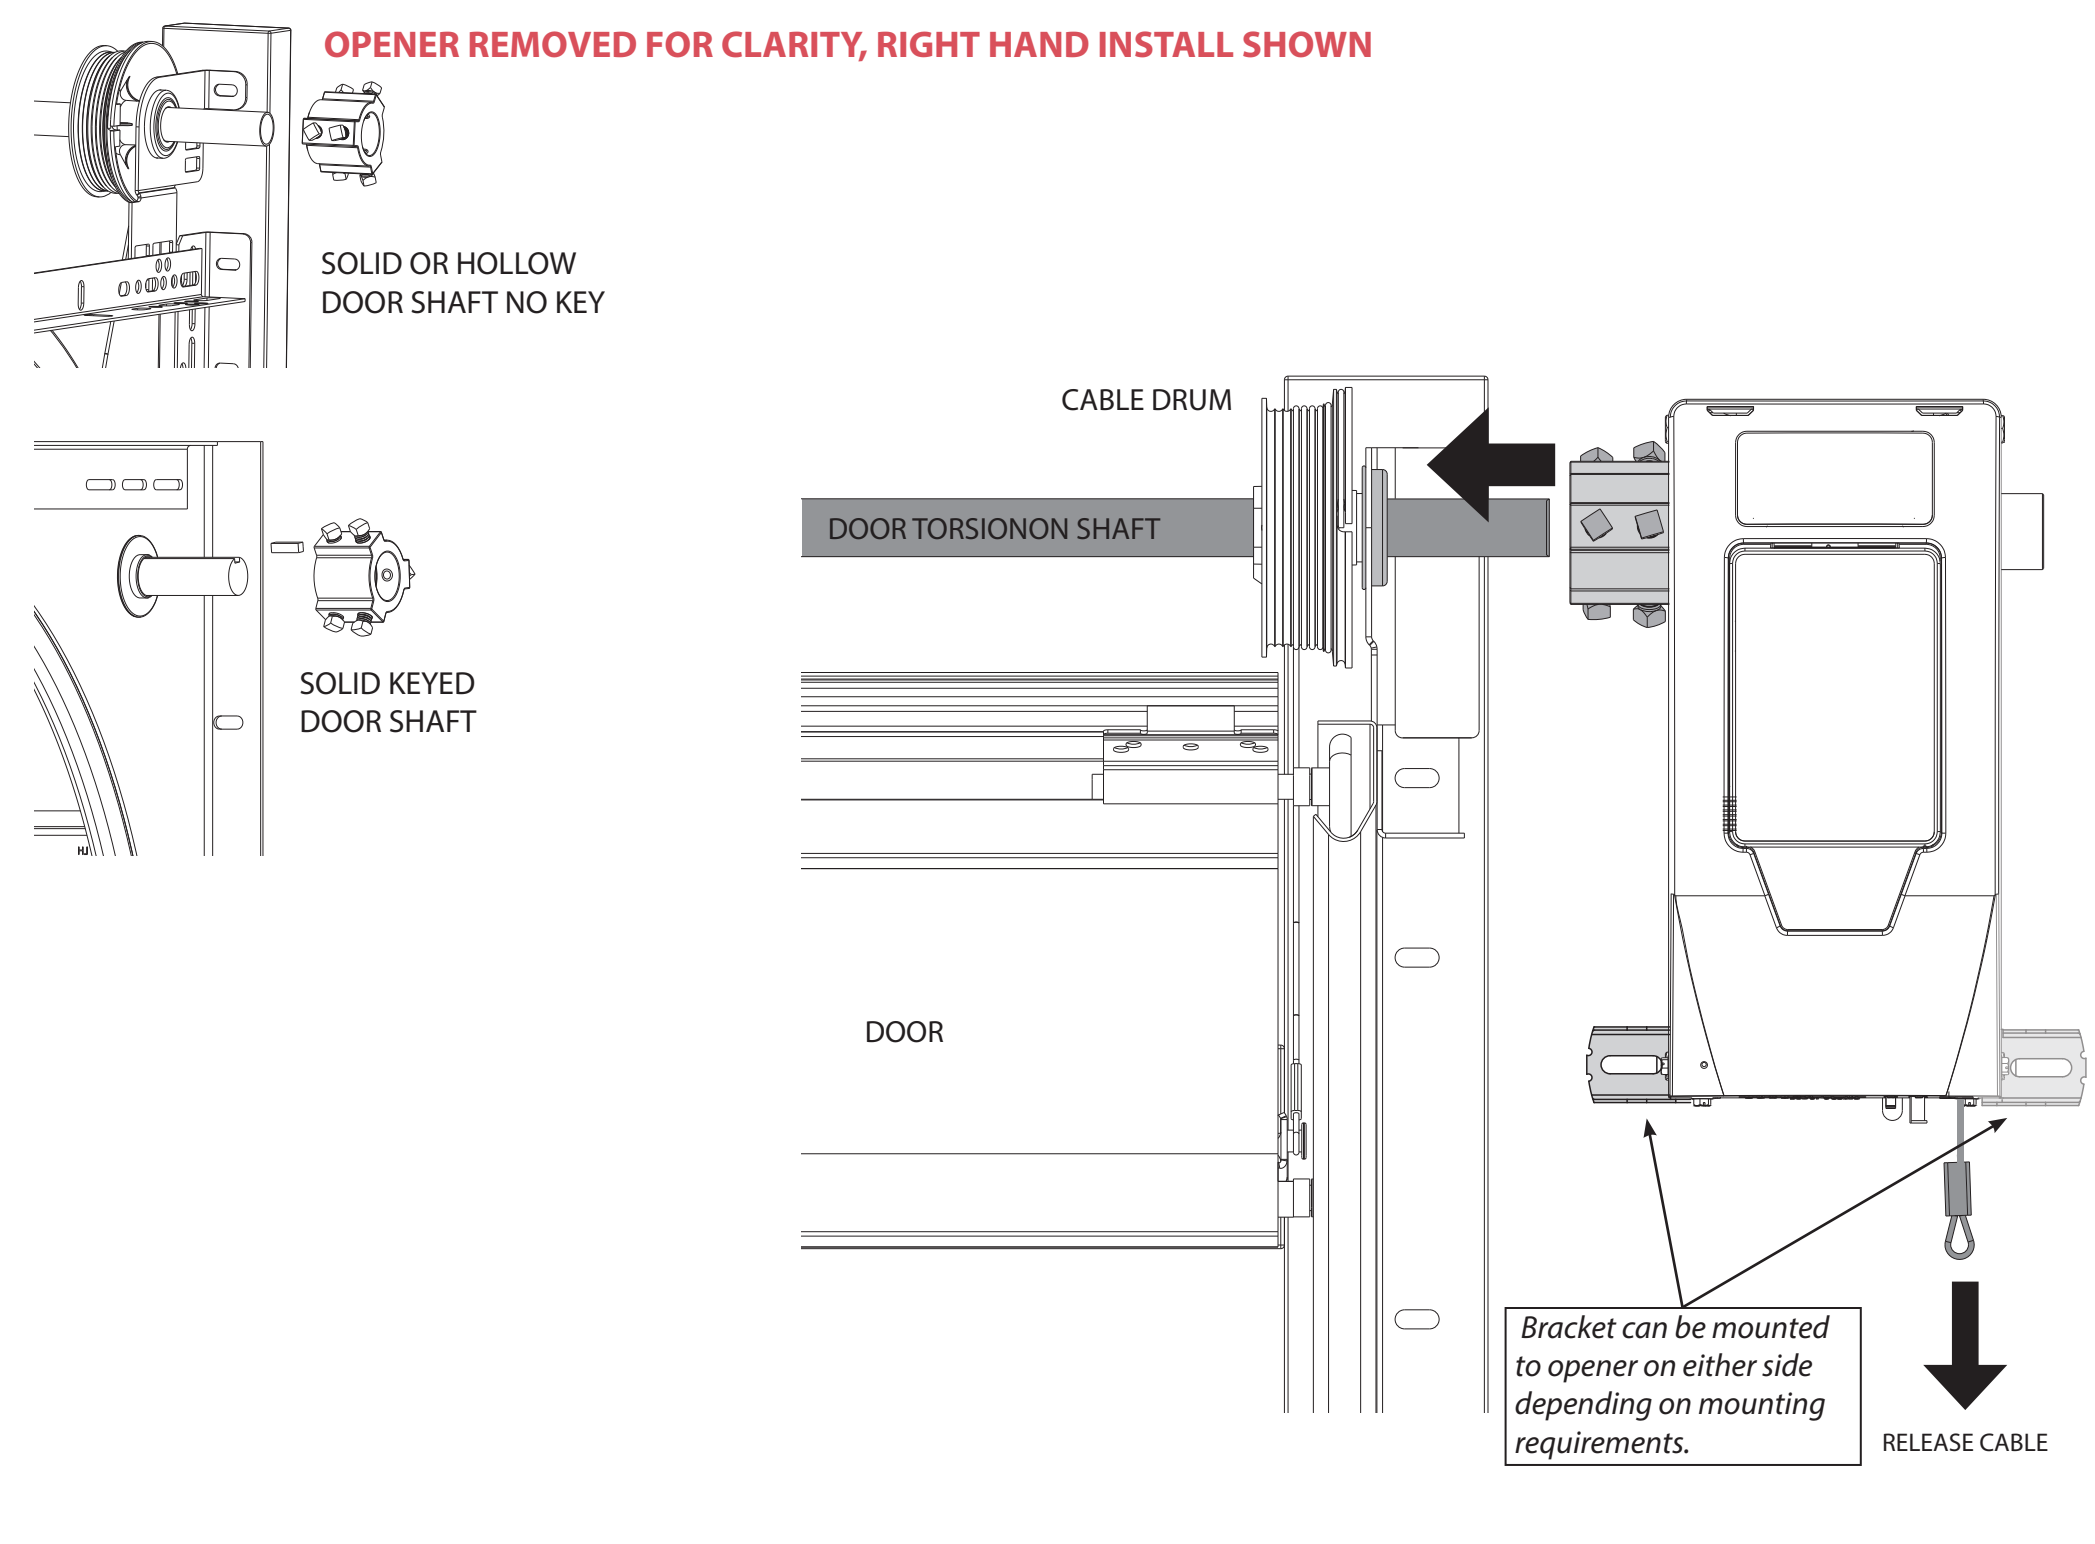 OPENER REMOVED FOR CLARITY, RIGHT HAND INSTALL SHOWN
SOLID OR HOLLOW
DOOR SHAFT NO KEY
CABLE DRUM
DOOR TORSIONON SHAFT
SOLID KEYED
DOOR SHAFT
DOOR
Bracket can be mounted
to opener on either side
depending on mounting
requirements.
RELEASE CABLE